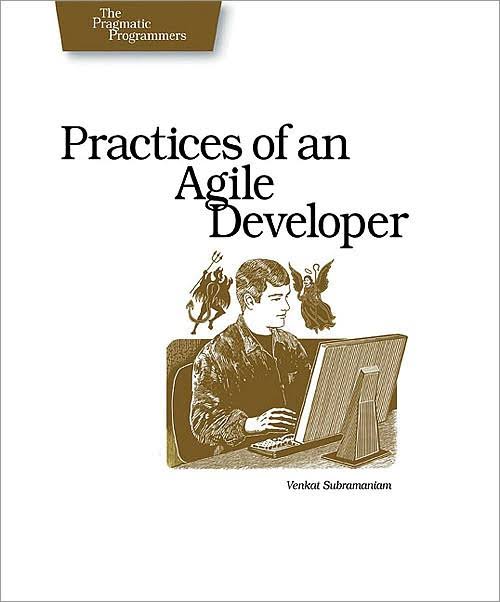 The
Pragmatic
Programmers
Practices of an
Agile
Developer
Venkat Subramaniam